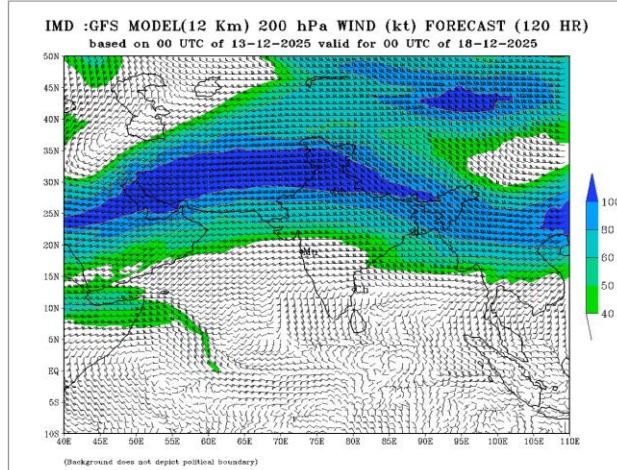 IMD :GFS MODEL(12 Km) 200 hPa WIND (kt) FORECAST (120 HR)
based on 00 UTC of 13-12-2025 valid for 00 UTC of 18-12-2025
50N
45N
40N
35N
30N
25N
20N
15N
10N
5N
EQ
5S
10S
Mu
Ch
100
80
60
50
40
40E 45E 50E 55E 60E 65E 70E 75E 80E 85E 90E 95E 100E 105E 110E
(Background does not depict political boundary)